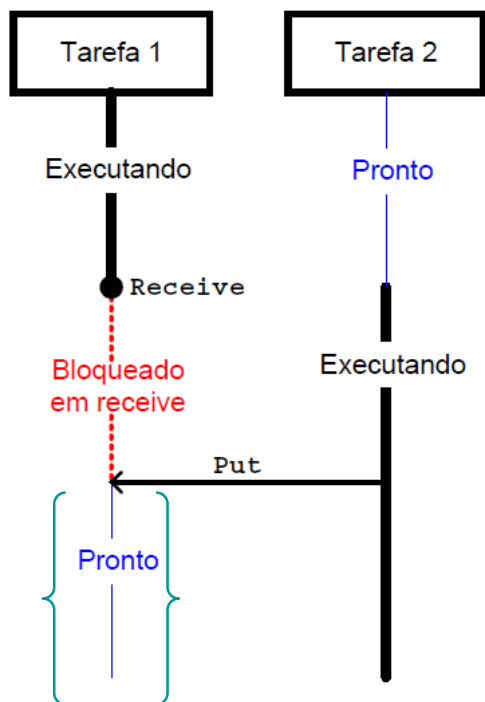 Tarefa 1
Tarefa 2
Executando
Pronto
Receive
Executando
Bloqueado
em receive
Put
Pronto